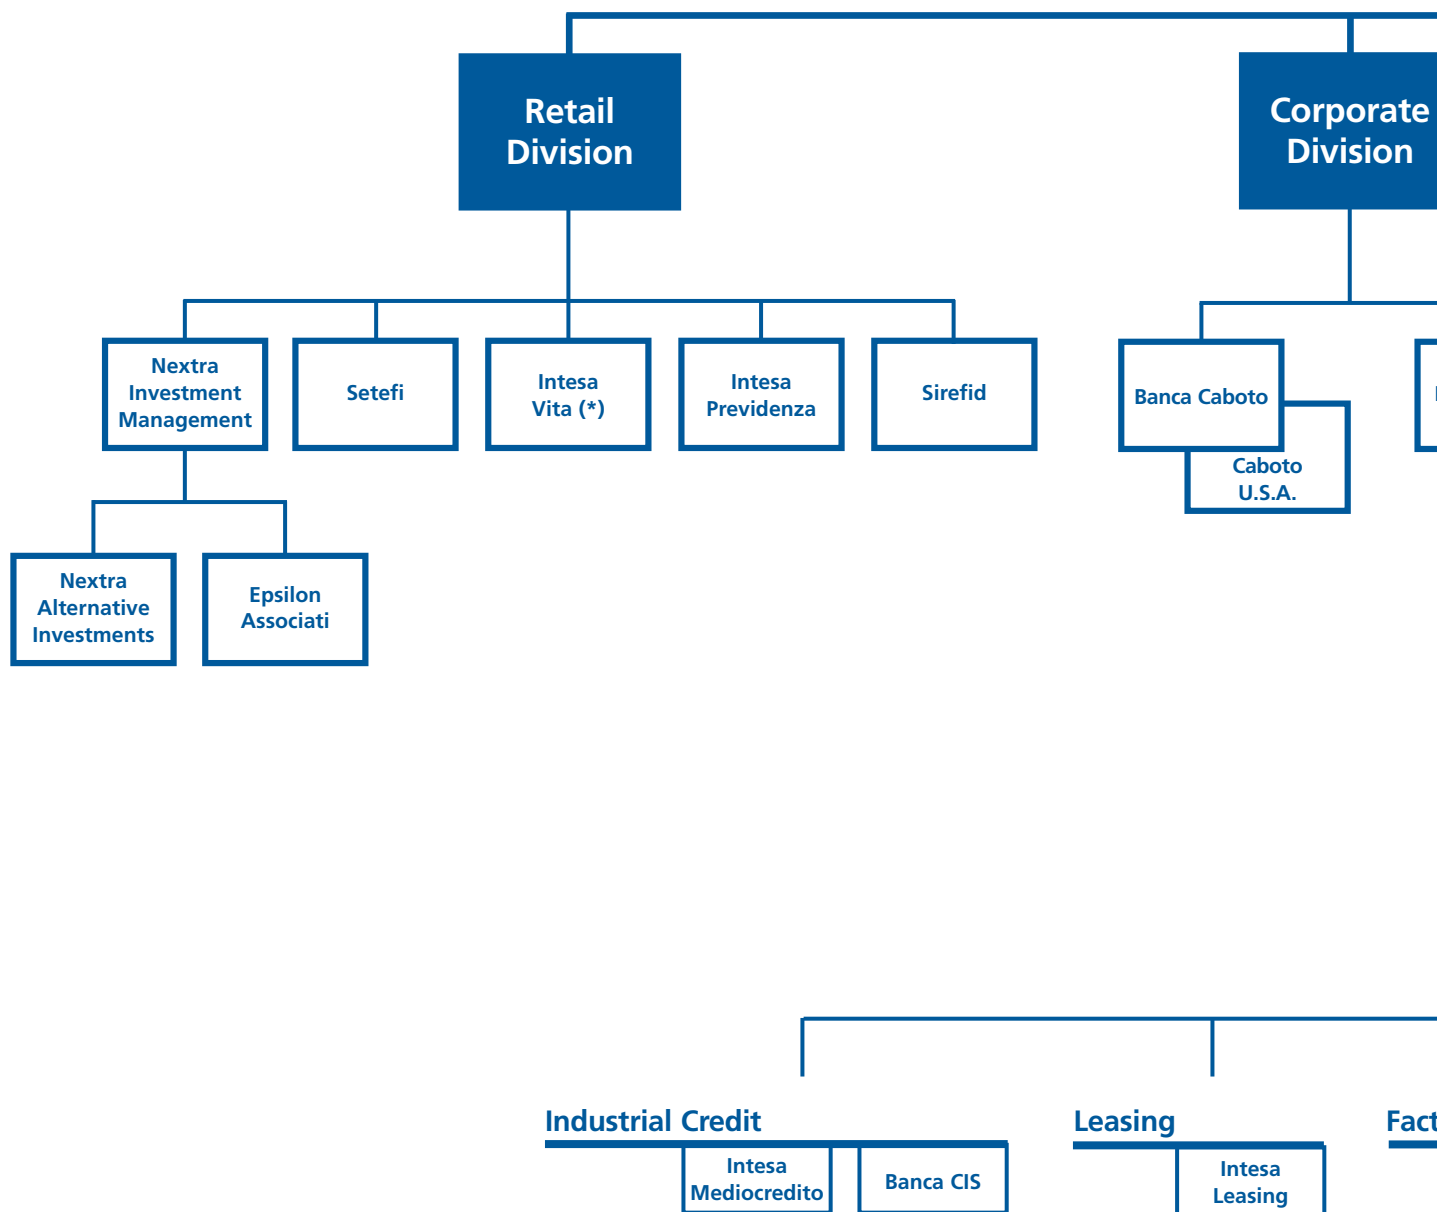 Retail
Division
Corporate
Division
Nextra
Investment
Management
Setefi
Intesa
Vita (*)
Intesa
Previdenza
Sirefid
Banca Caboto
Caboto
U.S.A.
Nextra
Alternative
Investments
Epsilon
Associati
Industrial Credit
Leasing
Fact
Intesa
Mediocredito
Banca CIS
Intesa
Leasing